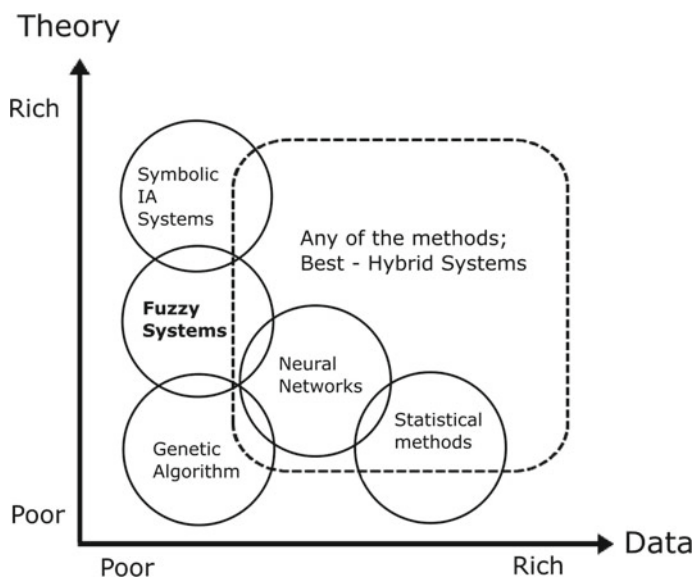 Theory
Rich
Symbolic
IA
Systems
Any of the methods;
Best - Hybrid Systems
Fuzzy
Systems
Neural
Networks
Statistical
methods
Genetic
Algorithm
Poor
Data
Poor
Rich